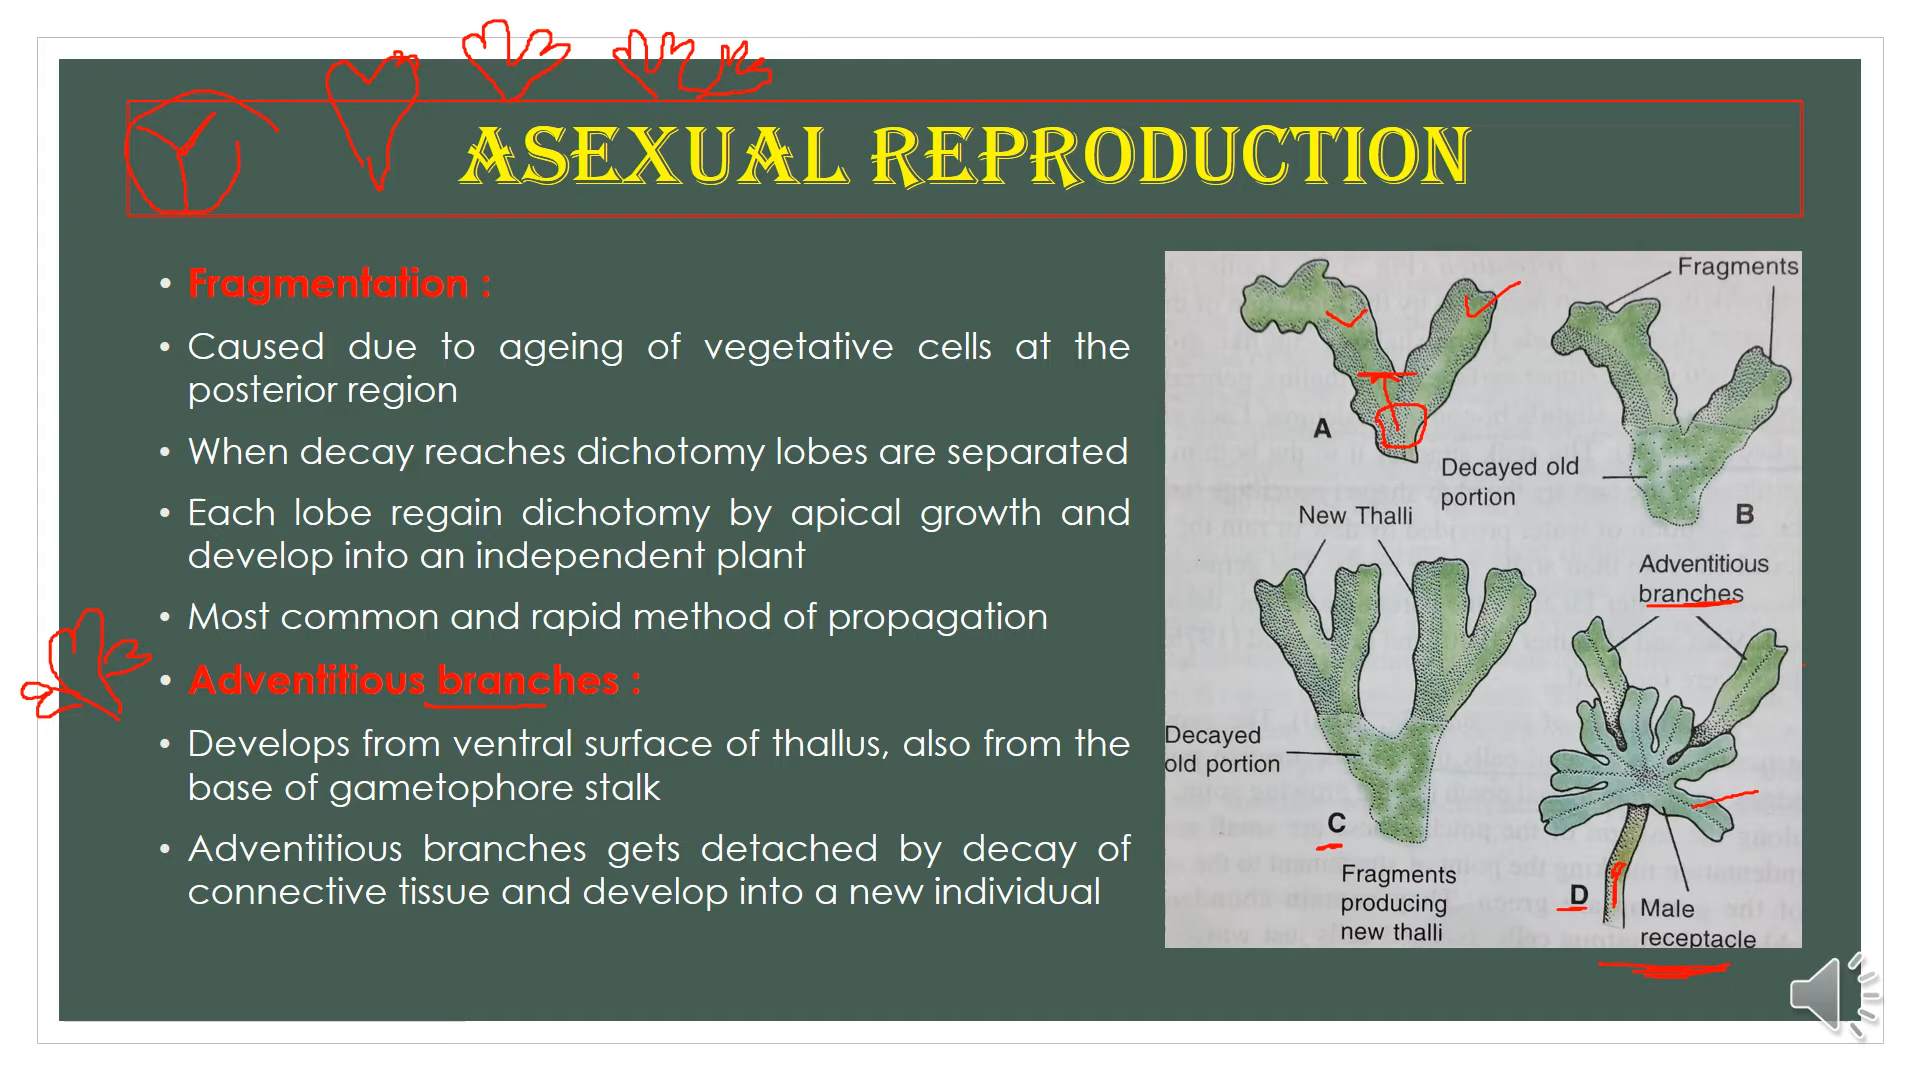 ASEXUAL REPRODUCTION
• Fragmentation :
• Caused due to ageing of vegetative cells at the
posterior region
• When decay reaches dichotomy lobes are separated
• Each lobe regain dichotomy by apical growth and
develop into an independent plant
• Most common and rapid method of propagation
• Adventitious branches :
• Develops from ventral surface of thallus, also from the
base of gametophore stalk
• Adventitious branches gets detached by decay of
connective tissue and develop into a new individual
Fragments
A
Decayed old
portion
B
New Thalli
Adventitious
branches
Decayed
old portion
C
Fragments
producing
new thalli
D
Male
receptacle